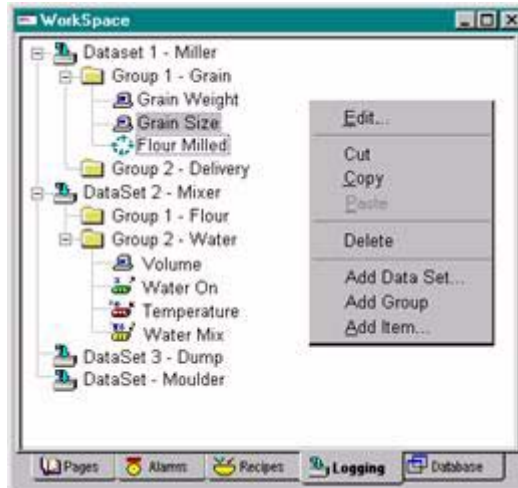 WorkSpace
Dataset 1 - Miller
Group 1 - Grain
Grain Weight
Grain Size
Flour Milled
Group 2 - Delivery
DataSet 2 - Mixer
Group 1 - Flour
Group 2 - Water
Volume
Water On
Temperature
Water Mix
DataSet 3 - Dump
DataSet - Moulder
Edit...
Cut
Copy
Paste
Delete
Add Data Set...
Add Group
Add Item...
Pages
Alarms
Recipes
Logging
Database